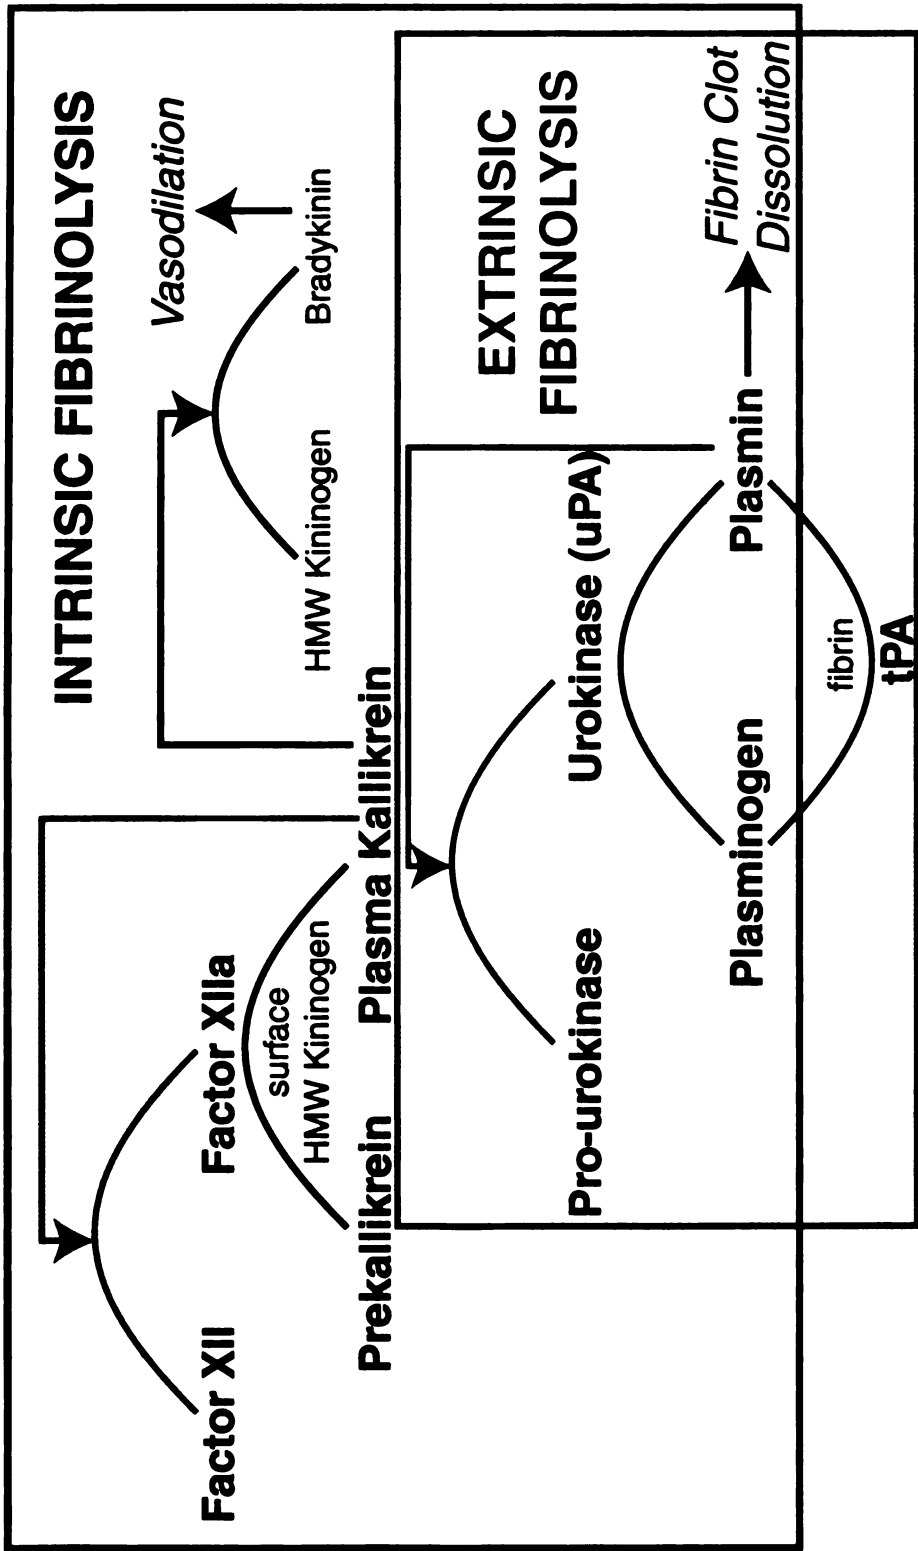 INTRINSIC FIBRINOLYSIS
Factor XII
Factor XIIa
Vasodilation
surface
HMW Kininogen
HMW Kininogen
Bradykinin
Prekallikrein
Plasma Kallikrein
EXTRINSIC
FIBRINOLYSIS
Pro-urokinase
Urokinase (uPA)
Plasminogen
Plasmin
Fibrin Clot
Dissolution
fibrin
tPA